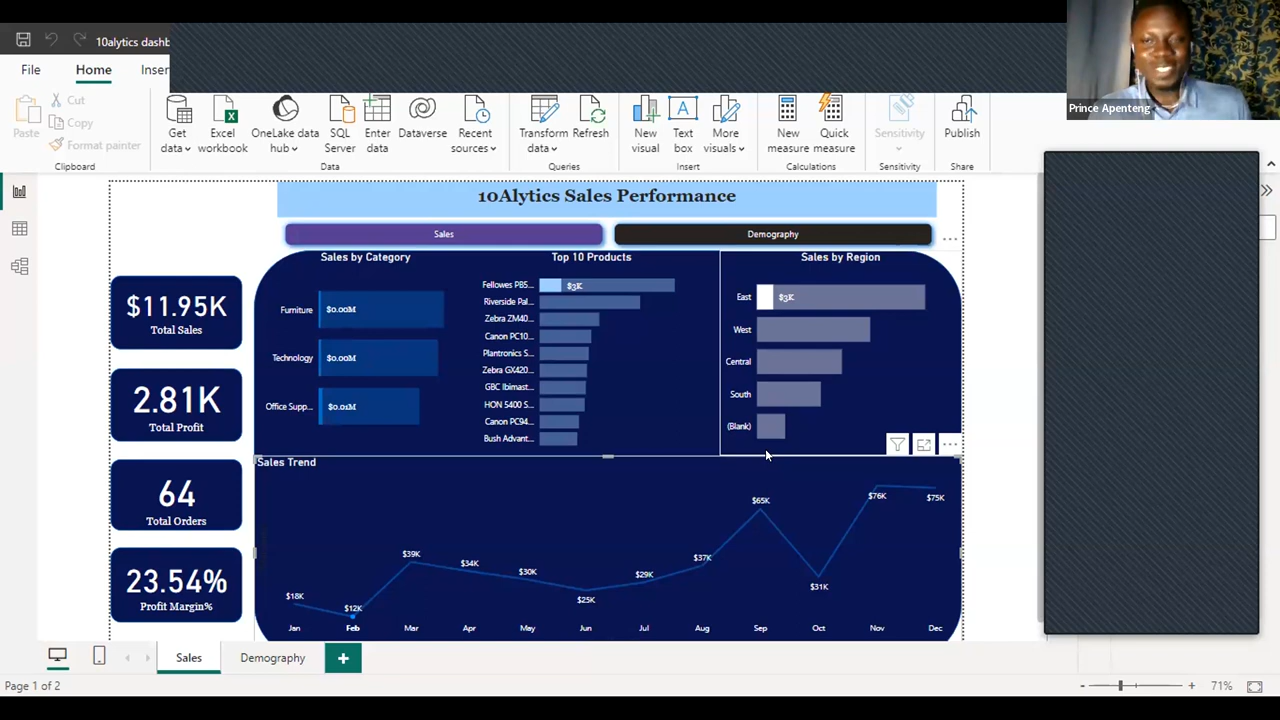 10alytics dashb
File
Home
Inser
Prince Apenteng
Paste
Cut
Copy
Format painter
Get data
Excel workbook
OneLake data hub
SQL Server
Enter data
Dataverse
Recent sources
Transform data
Refresh
New visual
Text box
More visuals
New measure
Quick measure
Sensitivity
Publish
Clipboard
Data
Queries
Insert
Calculations
Sensitivity
Share
10Alytics Sales Performance
Sales
Demography
$11.95K
Total Sales
2.81K
Total Profit
64
Total Orders
23.54%
Profit Margin%
Sales by Category
Furniture $0.00M
Technology $0.00M
Office Supp... $0.01M
Top 10 Products
Fellowes PB5... $3K
Riverside Pal...
Zebra ZM40...
Canon PC10...
Plantronics S...
Zebra GX420...
GBC Ibimast...
HON 5400 S...
Canon PC94...
Bush Advant...
Sales by Region
East $3K
West
Central
South
(Blank)
Sales Trend
$18K $12K $39K $34K $30K $25K $29K $37K $65K $31K $76K $75K
Jan Feb Mar Apr May Jun Jul Aug Sep Oct Nov Dec
Sales
Demography
Page 1 of 2
71%